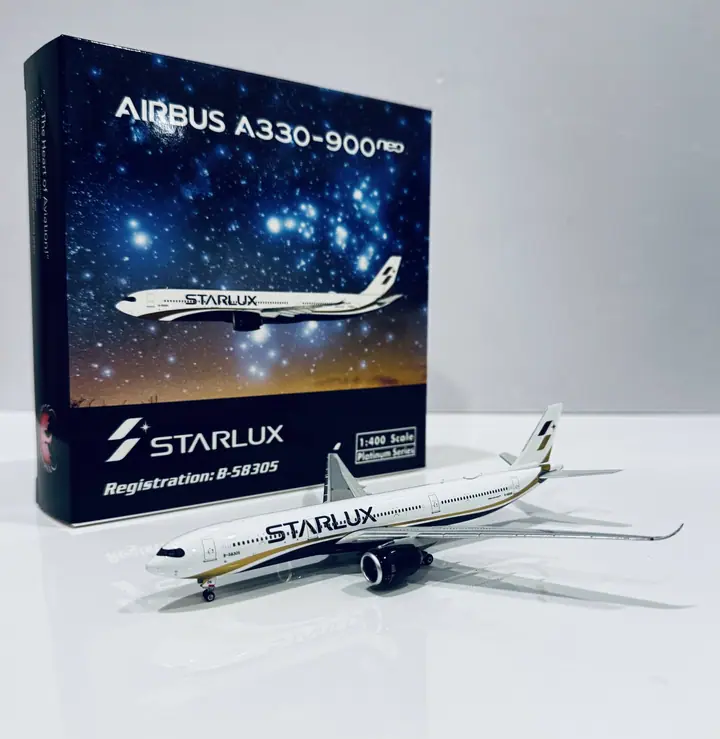 AIRBUS A330-900neo
STARLUX
STARLUX
1:400 Scale
Platinum Series
Registration: B-58305
"The Heart of Aviation!"
STARLUX
B-58305